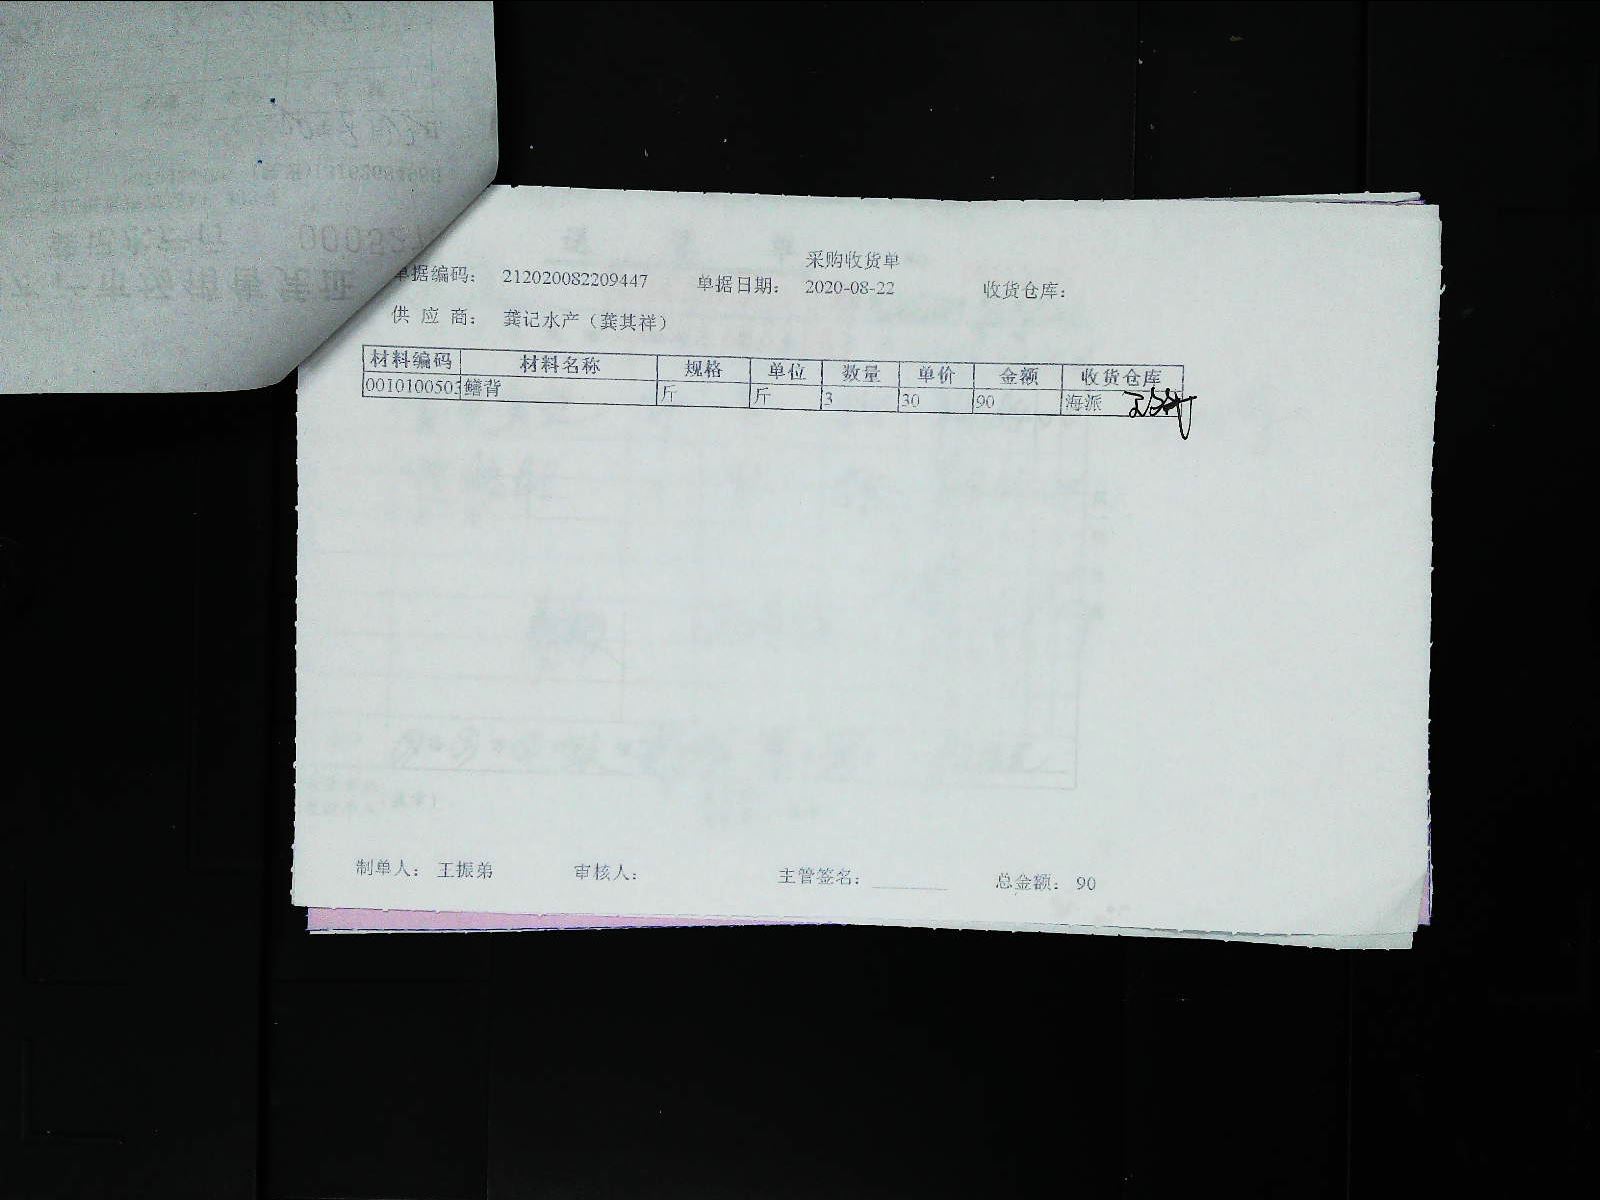 采购收货单
单据编码： 212020082209447 单据日期： 2020-08-22 收货仓库：
供 应 商： 龚记水产（龚其祥）
材料编码 材料名称 规格 单位 数量 单价 金额 收货仓库
0010100503 鳝背 斤 斤 3 30 90 海派
制单人： 王振弟 审核人： 主管签名： 总金额： 90